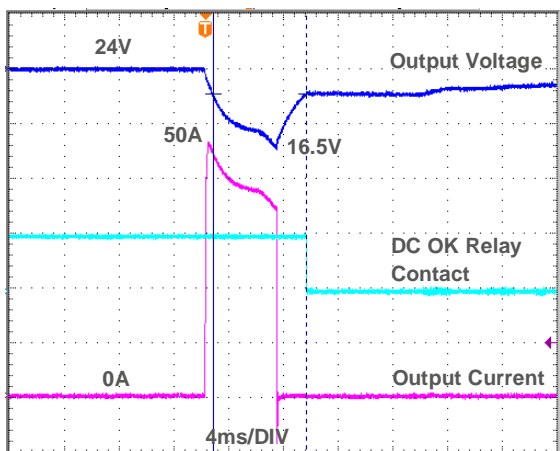 T
24V
Output Voltage
50A
16.5V
DC OK Relay
Contact
0A
Output Current
4ms/DIV